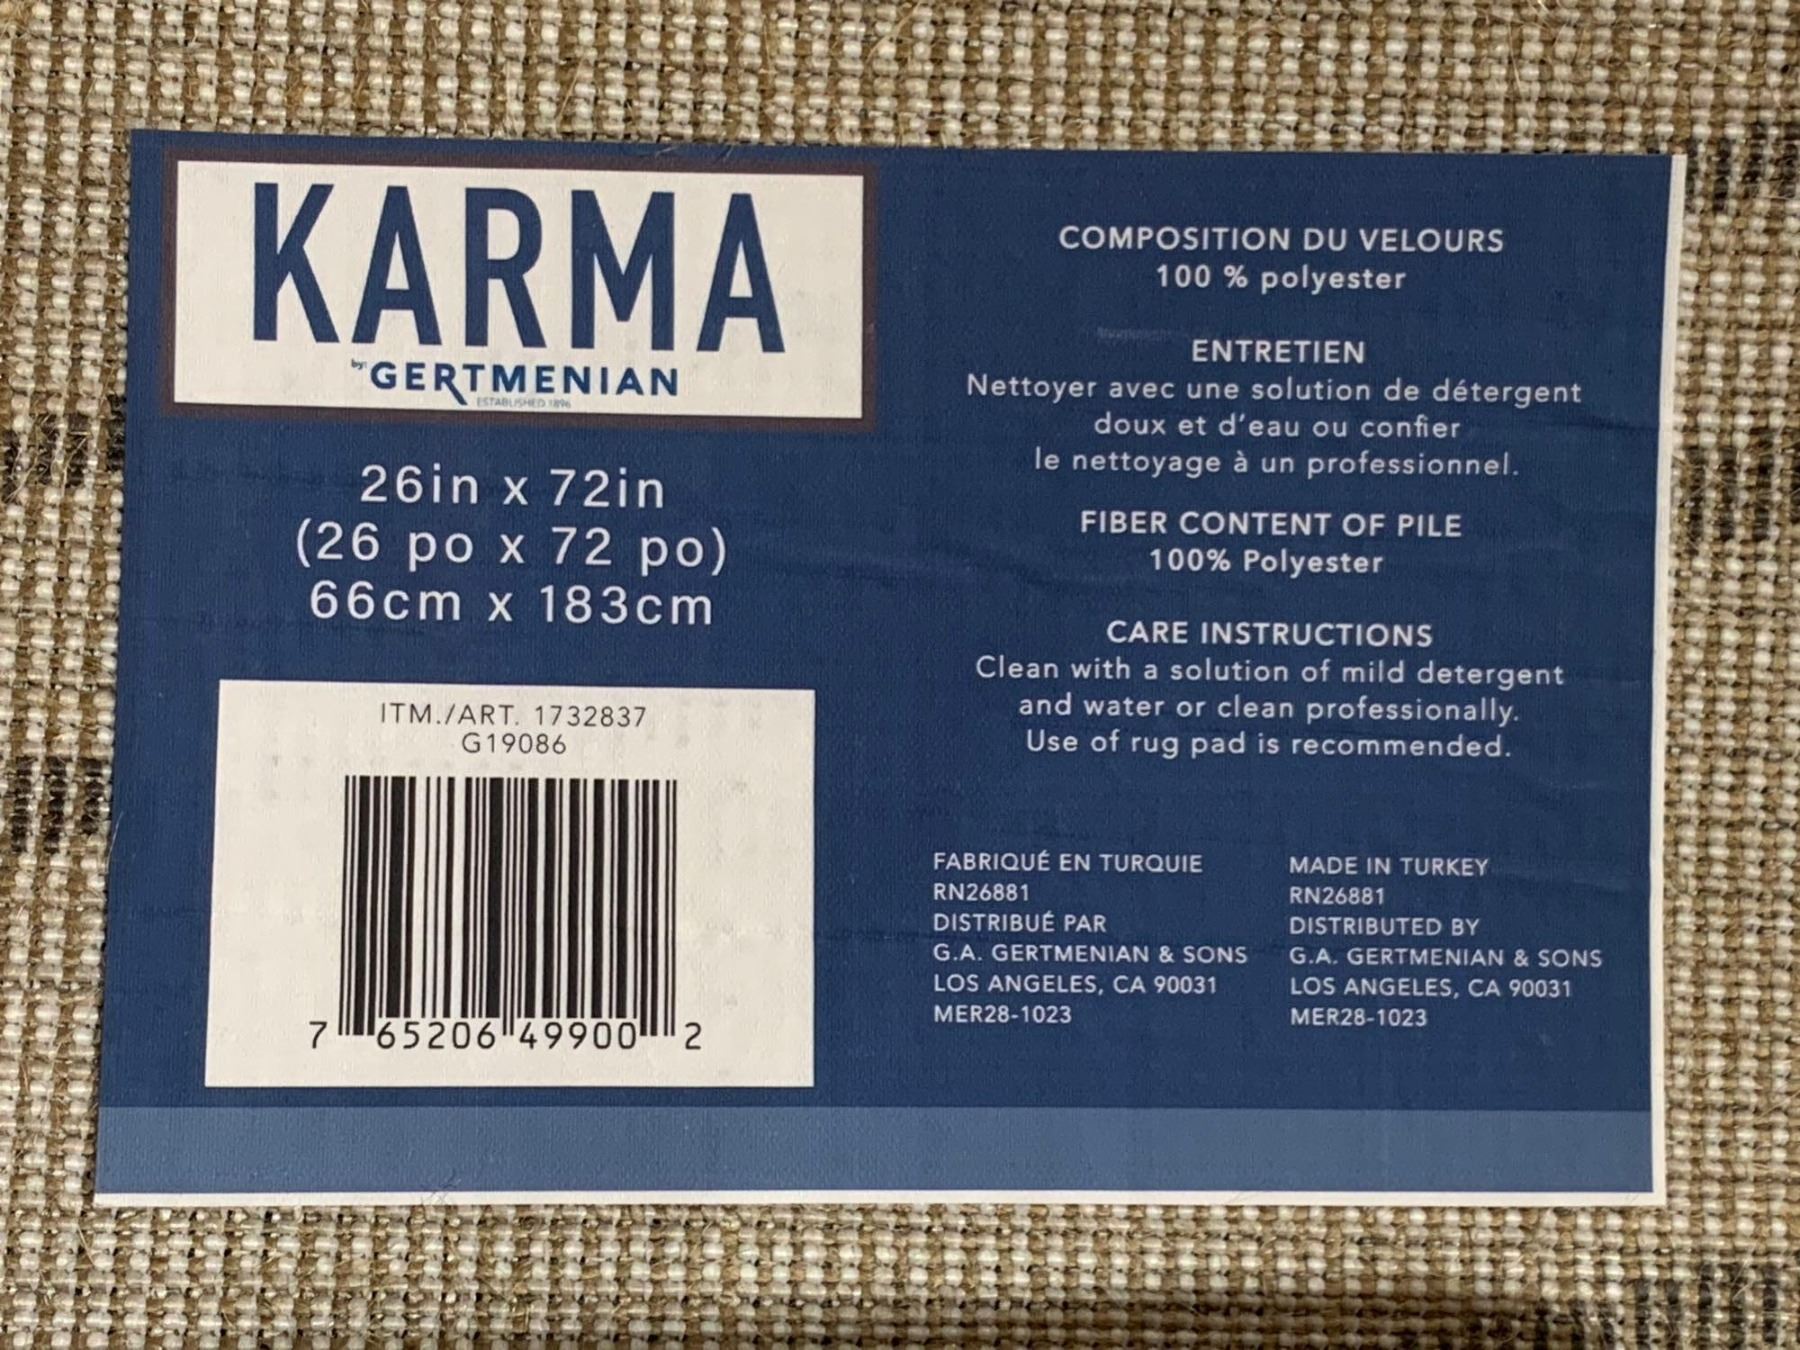 KARMA
by: GERTMENIAN
ESTABLISHED 1896
26in x 72in
(26 po x 72 po)
66cm x 183cm
ITM./ART. 1732837
G19086
7 65206 49900 2
COMPOSITION DU VELOURS
100 % polyester
ENTRETIEN
Nettoyer avec une solution de détergent
doux et d'eau ou confier
le nettoyage à un professionnel.
FIBER CONTENT OF PILE
100% Polyester
CARE INSTRUCTIONS
Clean with a solution of mild detergent
and water or clean professionally.
Use of rug pad is recommended.
FABRIQUÉ EN TURQUIE
RN26881
DISTRIBUÉ PAR
G.A. GERTMENIAN & SONS
LOS ANGELES, CA 90031
MER28-1023
MADE IN TURKEY
RN26881
DISTRIBUTED BY
G.A. GERTMENIAN & SONS
LOS ANGELES, CA 90031
MER28-1023